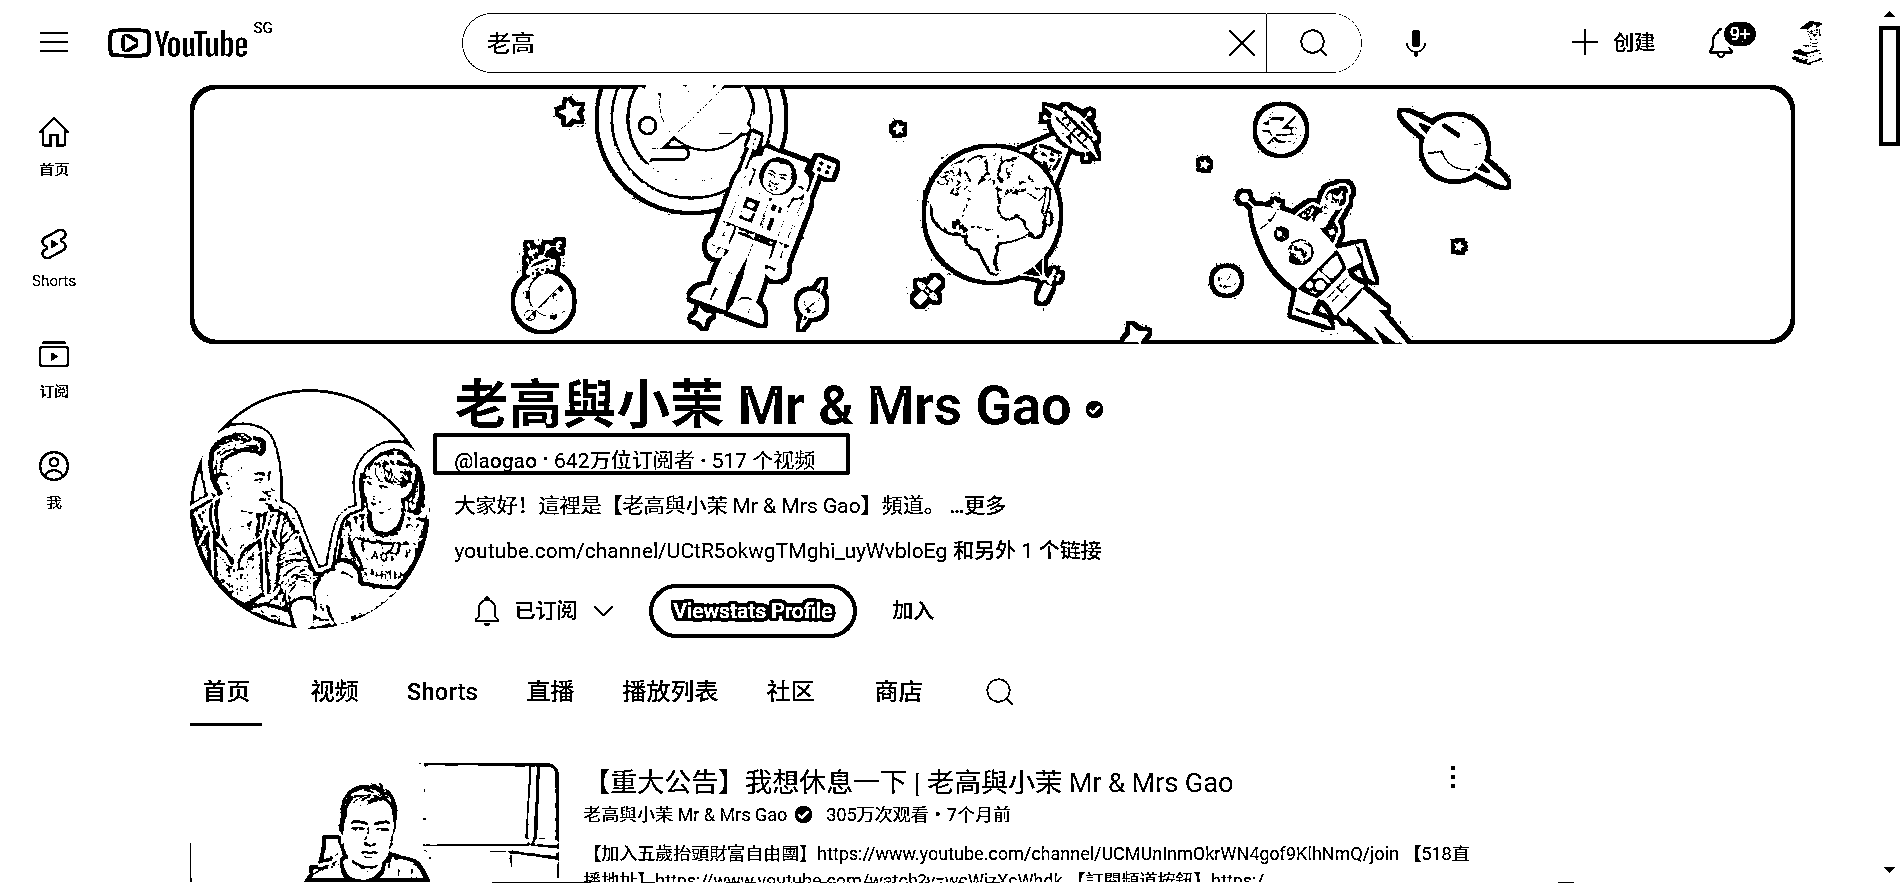 YouTube SG
老高
创建
9+
首页
Shorts
订阅
我
老高與小茉 Mr & Mrs Gao
@laogao · 642万位订阅者 · 517 个视频
大家好！這裡是【老高與小茉 Mr & Mrs Gao】頻道。 ...更多
youtube.com/channel/UCtR5okwgTMghi_uyWvbloEg 和另外 1 个链接
已订阅
Viewstats Profile
加入
首页 视频 Shorts 直播 播放列表 社区 商店
【重大公告】我想休息一下 | 老高與小茉 Mr & Mrs Gao
老高與小茉 Mr & Mrs Gao 305万次观看 · 7个月前
【加入五歲抬頭財富自由團】https://www.youtube.com/channel/UCMUnInmOkrWN4gof9KlhNmQ/join 【518直